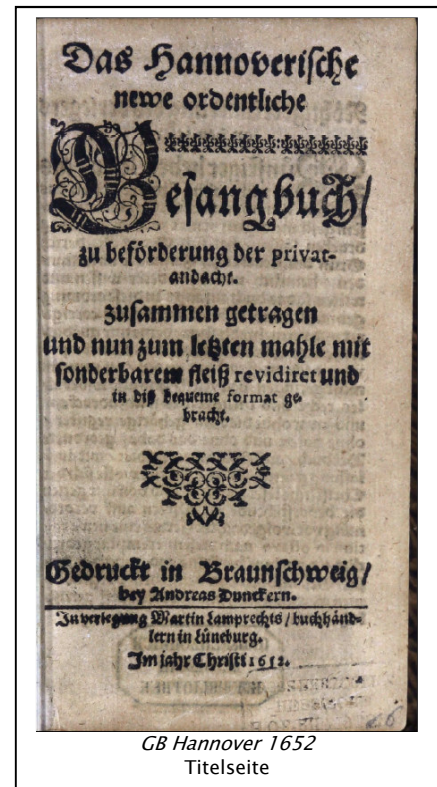 Das Hannoverische
newe ordentliche
Gesangbuch/
zu beförderung der privat-
andacht.
zusammen getragen
und nun zum letzten mahle mit
sonderbarem fleiß revidiret und
in diß bequeme format ge-
bracht.
Gedruckt in Braunschweig/
bey Andreas Dunckern.
In verlegung Martin Lamprechts / buchhänd-
lern in Lüneburg.
Im jahr Christi 1652.
GB Hannover 1652
Titelseite